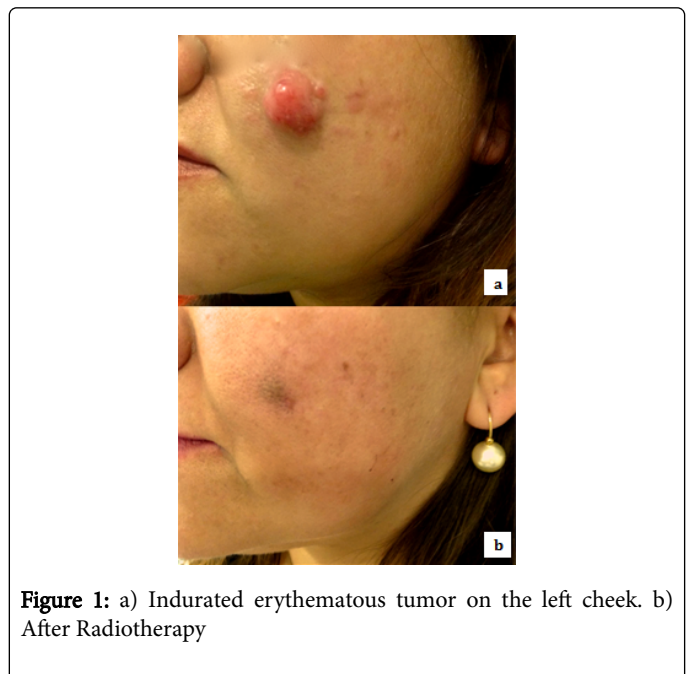 a
b
Figure 1: a) Indurated erythematous tumor on the left cheek. b)
After Radiotherapy